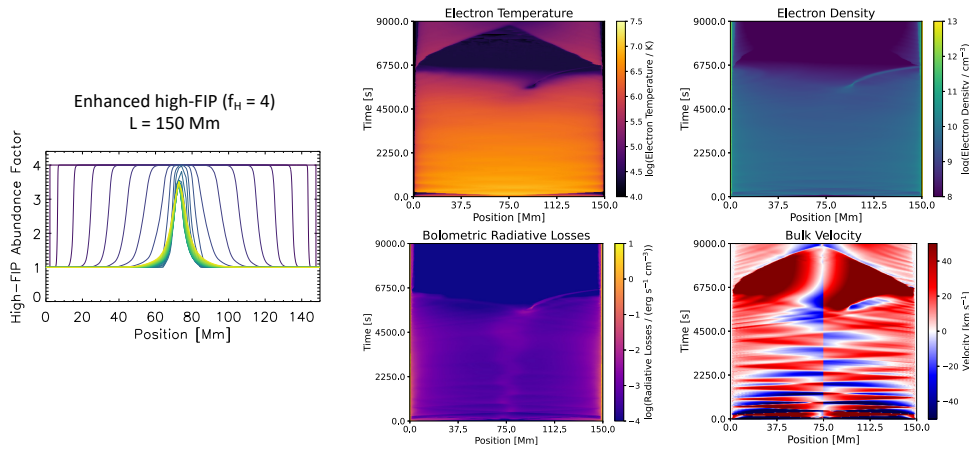 Enhanced high-FIP (f_H = 4)
L = 150 Mm
High-FIP Abundance Factor
4
3
2
1
0
0 20 40 60 80 100 120 140
Position [Mm]
Electron Temperature
Time [s]
9000.0
6750.0
4500.0
2250.0
0.0
0.0 37.5 75.0 112.5 150.0
Position [Mm]
7.5
7.0
6.5
6.0
5.5
5.0
4.5
4.0
log(Electron Temperature / K)
Electron Density
Time [s]
9000.0
6750.0
4500.0
2250.0
0.0
0.0 37.5 75.0 112.5 150.0
Position [Mm]
13
12
11
10
9
8
log(Electron Density / cm⁻³)
Bolometric Radiative Losses
Time [s]
9000.0
6750.0
4500.0
2250.0
0.0
0.0 37.5 75.0 112.5 150.0
Position [Mm]
1
0
−1
−2
−3
−4
log(Radiative Losses / (erg s⁻¹ cm⁻³))
Bulk Velocity
Time [s]
9000.0
6750.0
4500.0
2250.0
0.0
0.0 37.5 75.0 112.5 150.0
Position [Mm]
40
20
0
−20
−40
Velocity / km s⁻¹)